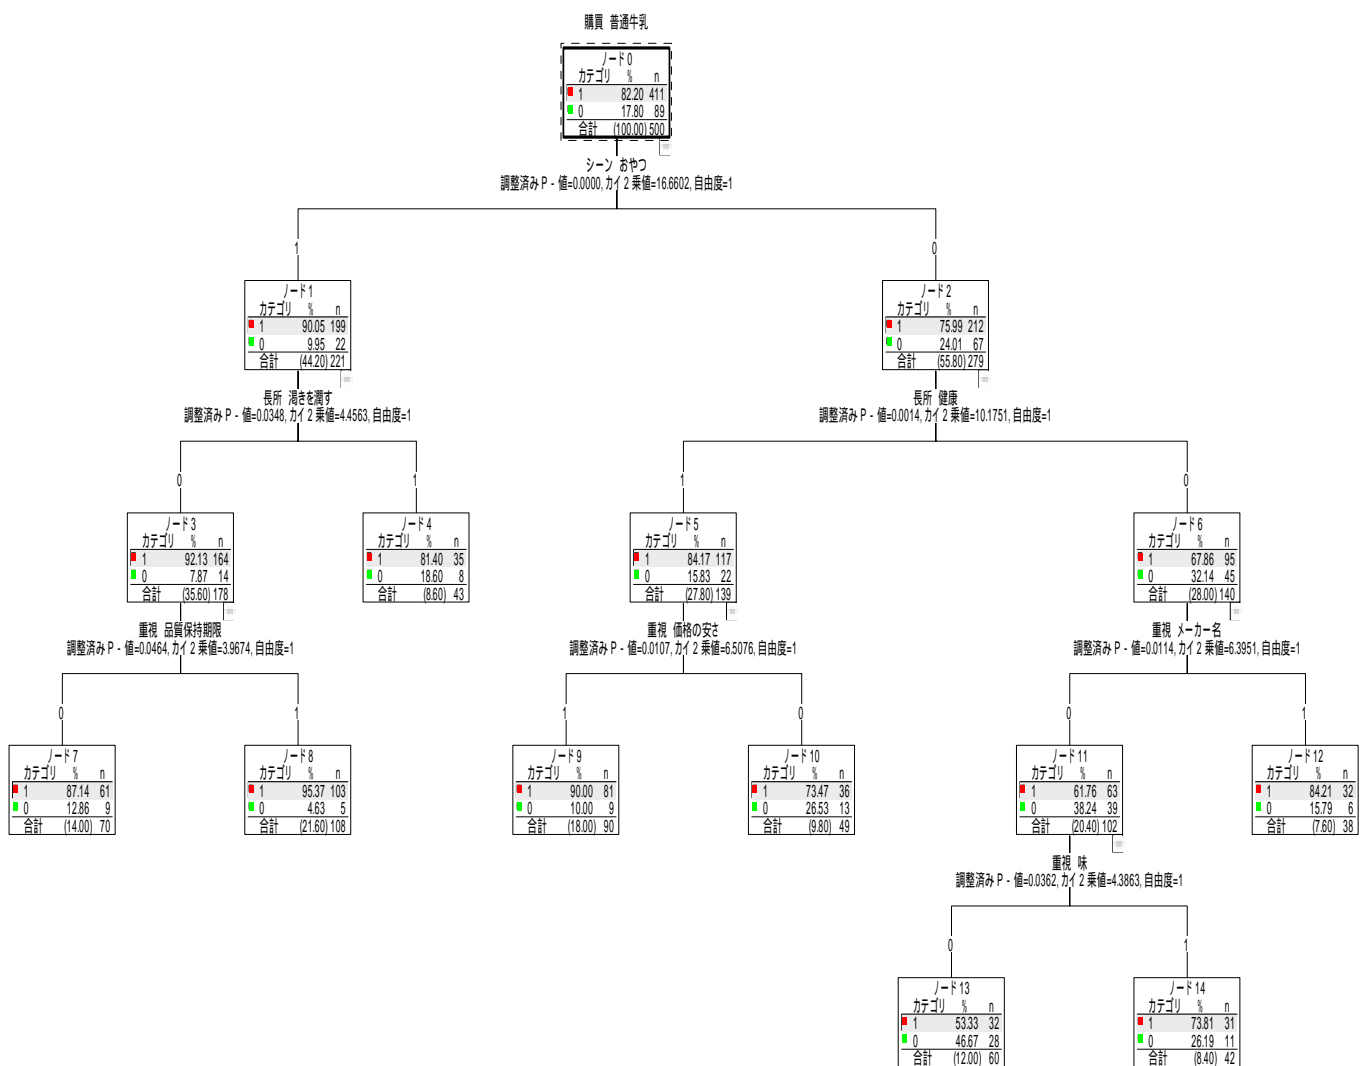 購買 普通牛乳
ノード 0
カテゴリ % n
1 82.20 411
0 17.80 89
合計 (100.00) 500
シーン おやつ
調整済み P - 値=0.0000, カイ 2 乗値=16.6602, 自由度=1
1
0
ノード 1
カテゴリ % n
1 90.05 199
0 9.95 22
合計 (44.20) 221
ノード 2
カテゴリ % n
1 75.99 212
0 24.01 67
合計 (55.80) 279
長所 渇きを潤す
調整済み P - 値=0.0348, カイ 2 乗値=4.4563, 自由度=1
長所 健康
調整済み P - 値=0.0014, カイ 2 乗値=10.1751, 自由度=1
0
1
1
0
ノード 3
カテゴリ % n
1 92.13 164
0 7.87 14
合計 (35.60) 178
ノード 4
カテゴリ % n
1 81.40 35
0 18.60 8
合計 (8.60) 43
ノード 5
カテゴリ % n
1 84.17 117
0 15.83 22
合計 (27.80) 139
ノード 6
カテゴリ % n
1 67.86 95
0 32.14 45
合計 (28.00) 140
重視 品質保持期限
調整済み P - 値=0.0464, カイ 2 乗値=3.9674, 自由度=1
重視 価格の安さ
調整済み P - 値=0.0107, カイ 2 乗値=6.5076, 自由度=1
重視 メーカー名
調整済み P - 値=0.0114, カイ 2 乗値=6.3951, 自由度=1
0
1
1
0
0
1
ノード 7
カテゴリ % n
1 87.14 61
0 12.86 9
合計 (14.00) 70
ノード 8
カテゴリ % n
1 95.37 103
0 4.63 5
合計 (21.60) 108
ノード 9
カテゴリ % n
1 90.00 81
0 10.00 9
合計 (18.00) 90
ノード 10
カテゴリ % n
1 73.47 36
0 26.53 13
合計 (9.80) 49
ノード 11
カテゴリ % n
1 61.76 63
0 38.24 39
合計 (20.40) 102
ノード 12
カテゴリ % n
1 84.21 32
0 15.79 6
合計 (7.60) 38
重視 味
調整済み P - 値=0.0362, カイ 2 乗値=4.3863, 自由度=1
0
1
ノード 13
カテゴリ % n
1 53.33 32
0 46.67 28
合計 (12.00) 60
ノード 14
カテゴリ % n
1 73.81 31
0 26.19 11
合計 (8.40) 42